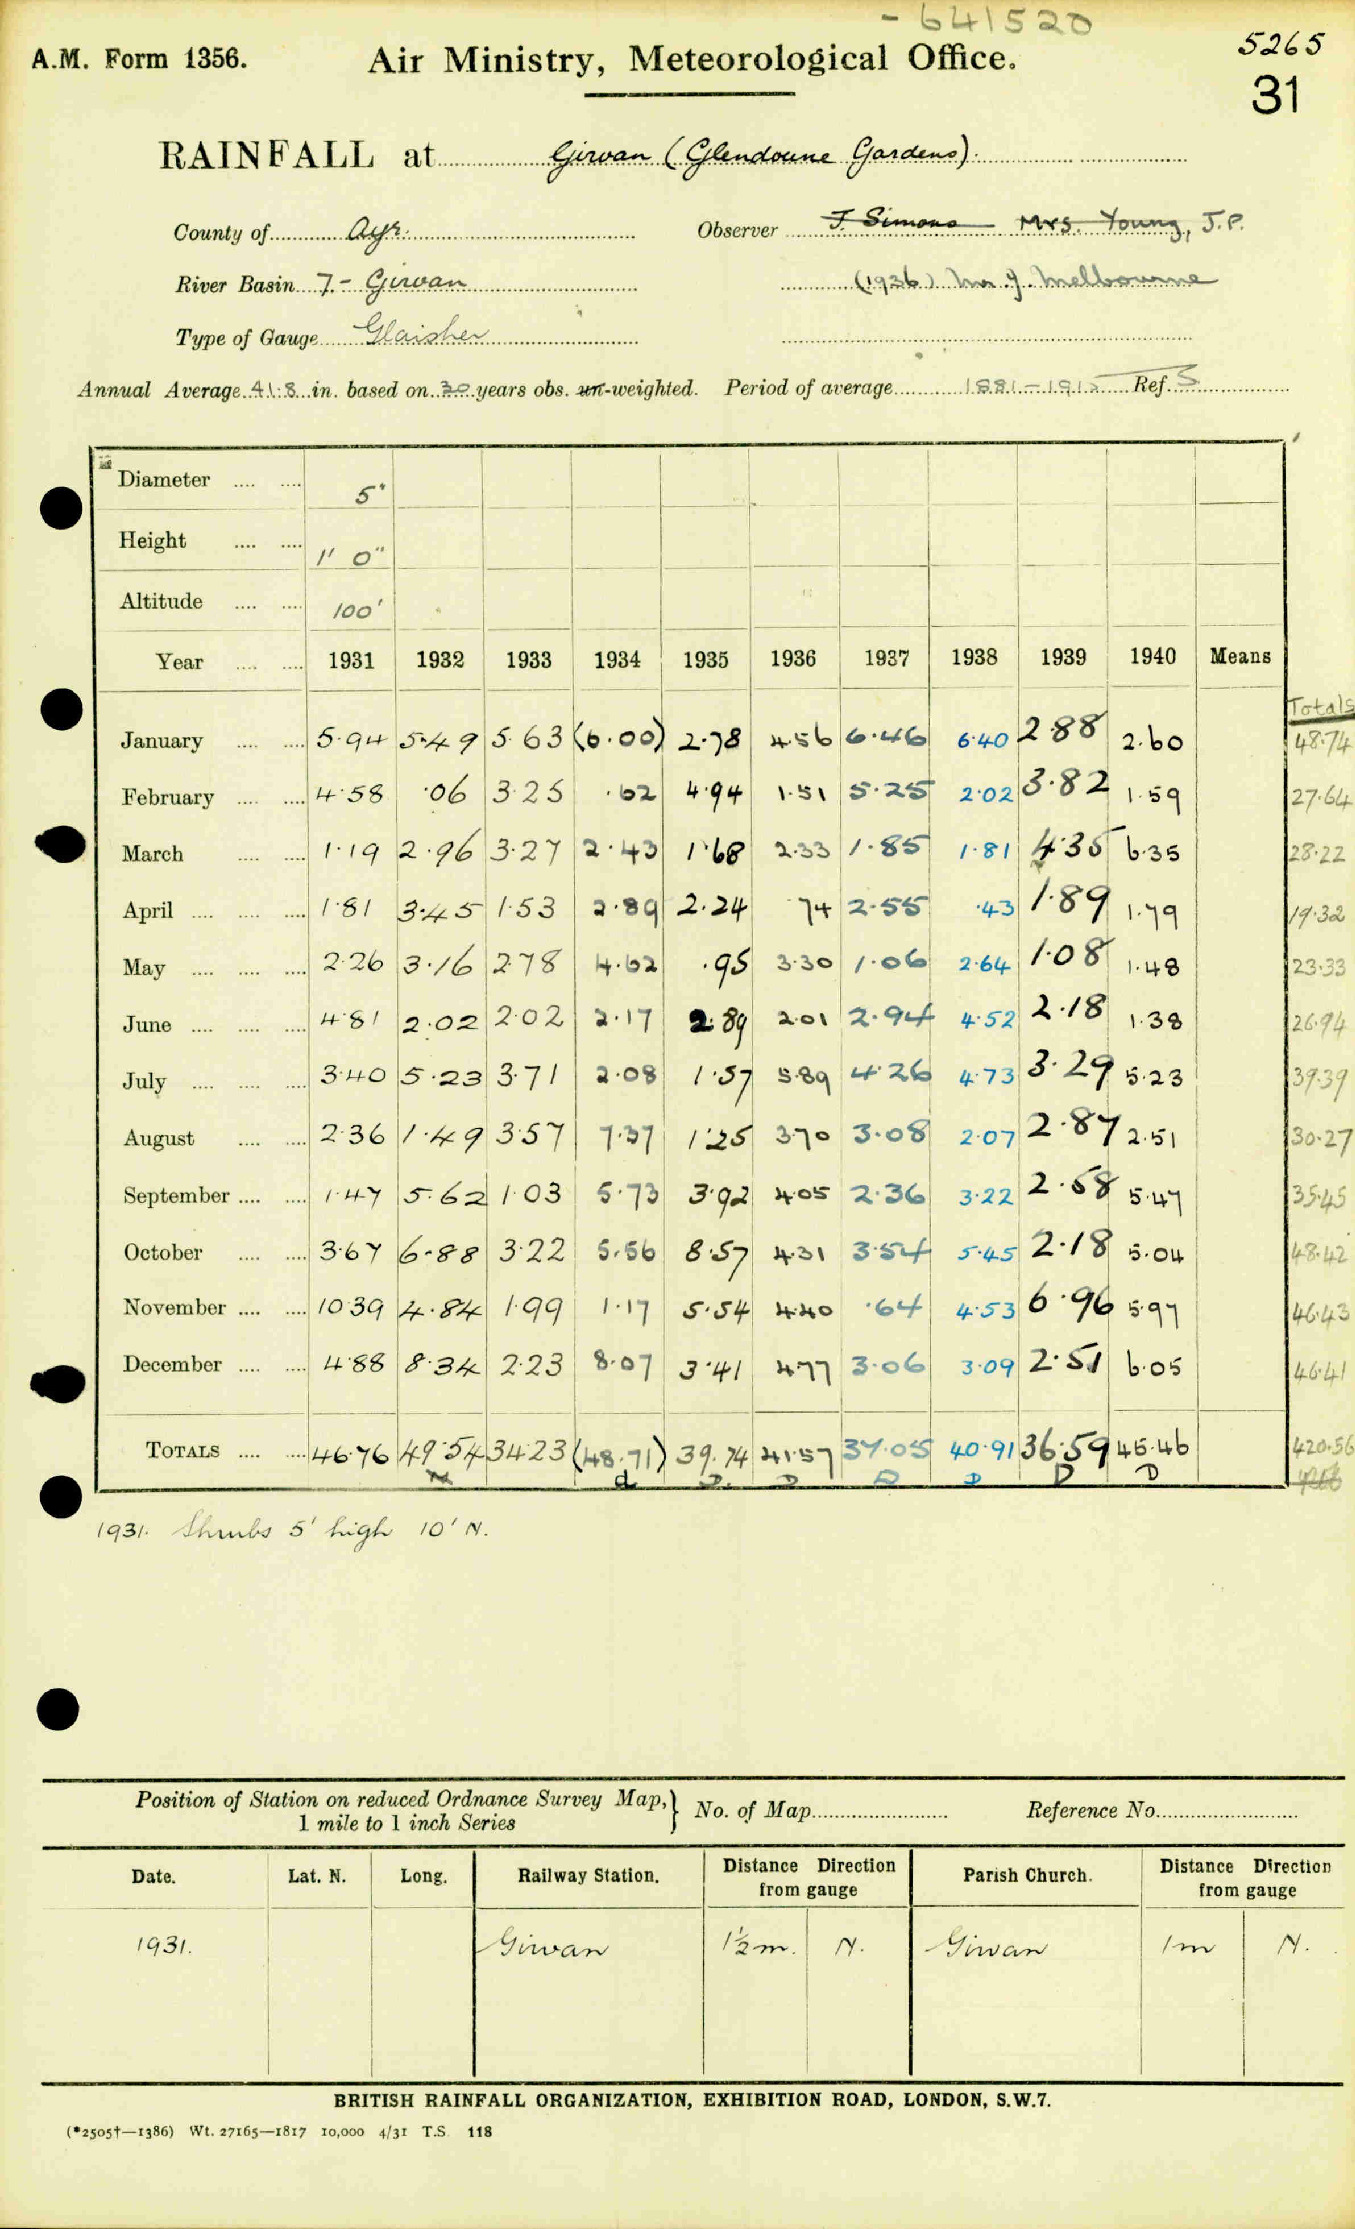 - 641520
A.M. Form 1356. Air Ministry, Meteorological Office. 5265
31
RAINFALL at Girvan (Glendoune Gardens).
County of Ayr. Observer J. Simons Mrs. Young, J.P.
River Basin 7.- Girvan (1936) Mr J. Melbourne
Type of Gauge Glaisher
Annual Average 41.8 in. based on 30 years obs. un-weighted. Period of average 1881-1915 Ref. S
Diameter .... .... 5"
Height .... .... 1' 0"
Altitude .... .... 100'
Year .... .... 1931 1932 1933 1934 1935 1936 1937 1938 1939 1940 Means
Totals
January .... .... 5.94 5.49 5.63 (6.00) 2.78 4.56 6.46 6.40 2.88 2.60 48.74
February .... .... 4.58 .06 3.25 .62 4.94 1.51 5.25 2.02 3.82 1.59 27.64
March .... .... 1.19 2.96 3.27 2.43 1.68 2.33 1.85 1.81 4.35 6.35 28.22
April .... .... .... 1.81 3.45 1.53 2.89 2.24 .74 2.55 .43 1.89 1.79 19.32
May .... .... .... 2.26 3.16 2.78 4.62 .95 3.30 1.06 2.64 1.08 1.48 23.33
June .... .... .... 4.81 2.02 2.02 2.17 2.89 2.01 2.94 4.52 2.18 1.38 26.94
July .... .... .... 3.40 5.23 3.71 2.08 1.57 5.89 4.26 4.73 3.29 5.23 39.39
August .... .... 2.36 1.49 3.57 7.37 1.25 3.70 3.08 2.07 2.87 2.51 30.27
September .... .... 1.47 5.62 1.03 5.73 3.92 4.05 2.36 3.22 2.58 5.47 35.45
October .... .... 3.67 6.88 3.22 5.56 8.57 4.31 3.54 5.45 2.18 5.04 48.42
November .... .... 10.39 4.84 1.99 1.17 5.54 4.40 .64 4.53 6.96 5.97 46.43
December .... .... 4.88 8.34 2.23 8.07 3.41 4.77 3.06 3.09 2.51 6.05 46.41
TOTALS .... .... 46.76 49.54 34.23 (48.71) 39.74 41.57 37.05 40.91 36.59 45.46 420.56
d D. D D D D D
1931. Shrubs 5' high 10' N.
Position of Station on reduced Ordnance Survey Map, 1 mile to 1 inch Series } No. of Map Reference No.
Date. Lat. N. Long. Railway Station. Distance Direction from gauge Parish Church. Distance Direction from gauge
1931. Girvan 1½ m. N. Girvan 1 m N.
BRITISH RAINFALL ORGANIZATION, EXHIBITION ROAD, LONDON, S.W.7.
(*2505†—1386) Wt. 27165—1817 10,000 4/31 T.S. 118